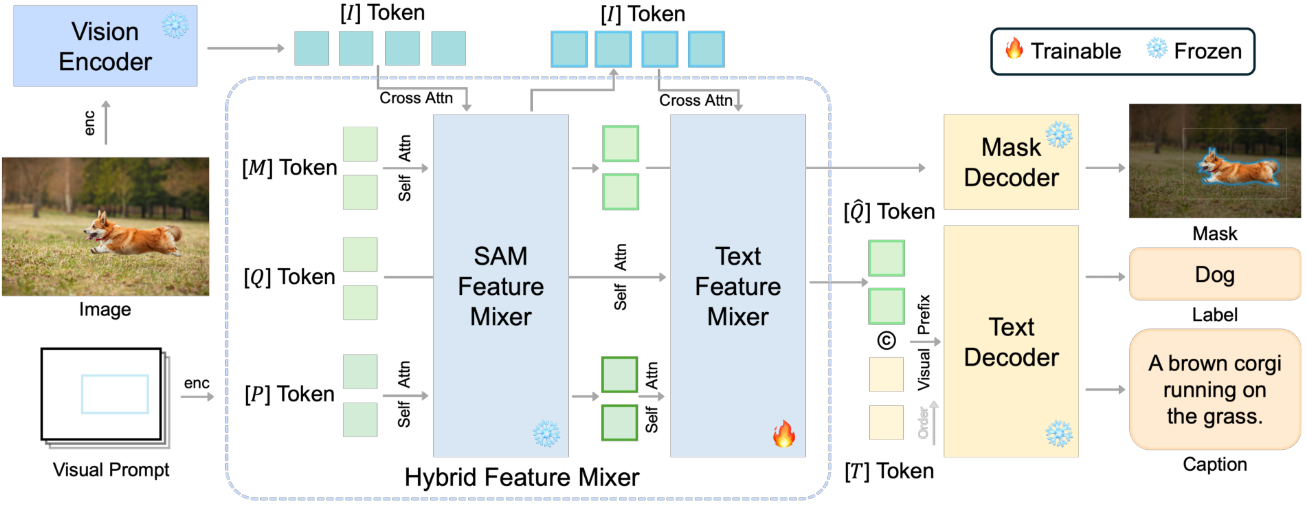 Vision
Encoder
[I] Token
[I] Token
Trainable
Frozen
Cross Attn
Cross Attn
enc
[M] Token
Attn
Self
Mask
Decoder
Mask
Image
[Q] Token
SAM
Feature
Mixer
Attn
Self
Text
Feature
Mixer
[Q̂] Token
Dog
Label
Visual Prompt
enc
[P] Token
Attn
Self
Attn
Self
©
Visual Prefix
Order
[T] Token
Text
Decoder
A brown corgi
running on
the grass.
Caption
Hybrid Feature Mixer